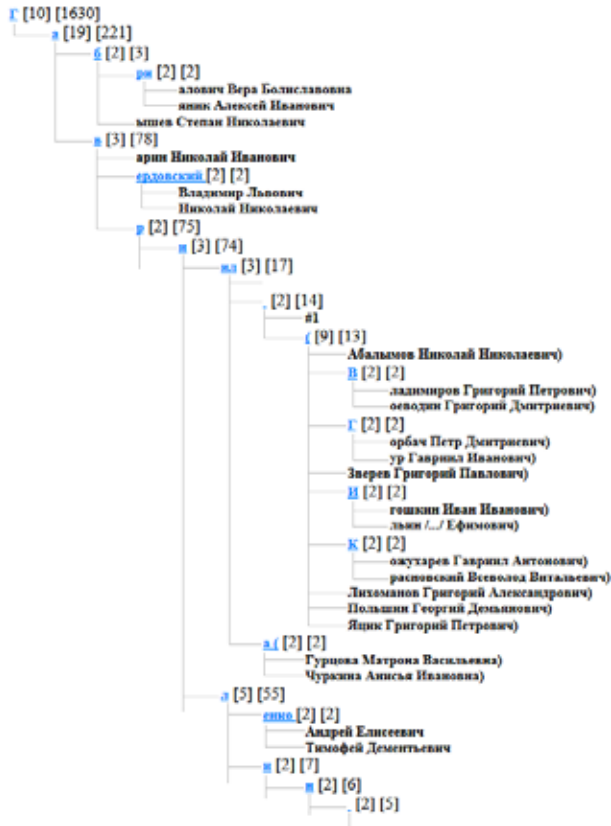 Г [10] [1630]
а [19] [221]
б [2] [3]
ри [2] [2]
алович Вера Болиславовна
яник Алексей Иванович
ышев Степан Николаевич
в [3] [78]
арин Николай Иванович
ердовский [2] [2]
Владимир Львович
Николай Николаевич
р [2] [75]
и [3] [74]
ил [3] [17]
. [2] [14]
#1
( [9] [13]
Абалымов Николай Николаевич)
В [2] [2]
ладимиров Григорий Петрович)
оеводин Григорий Дмитриевич)
Г [2] [2]
орбач Петр Дмитриевич)
ур Гавриил Иванович)
Зверев Григорий Павлович)
И [2] [2]
гошкин Иван Иванович)
льин /.../ Ефимович)
К [2] [2]
ожухарев Гавриил Антонович)
расновский Всеволод Витальевич)
Лихоманов Григорий Александрович)
Польшин Георгий Демьянович)
Яцик Григорий Петрович)
а ( [2] [2]
Гурцова Матрона Васильевна)
Чуркина Анисья Ивановна)
л [5] [55]
енко [2] [2]
Андрей Елисеевич
Тимофей Дементьевич
и [2] [7]
н [2] [6]
. [2] [5]